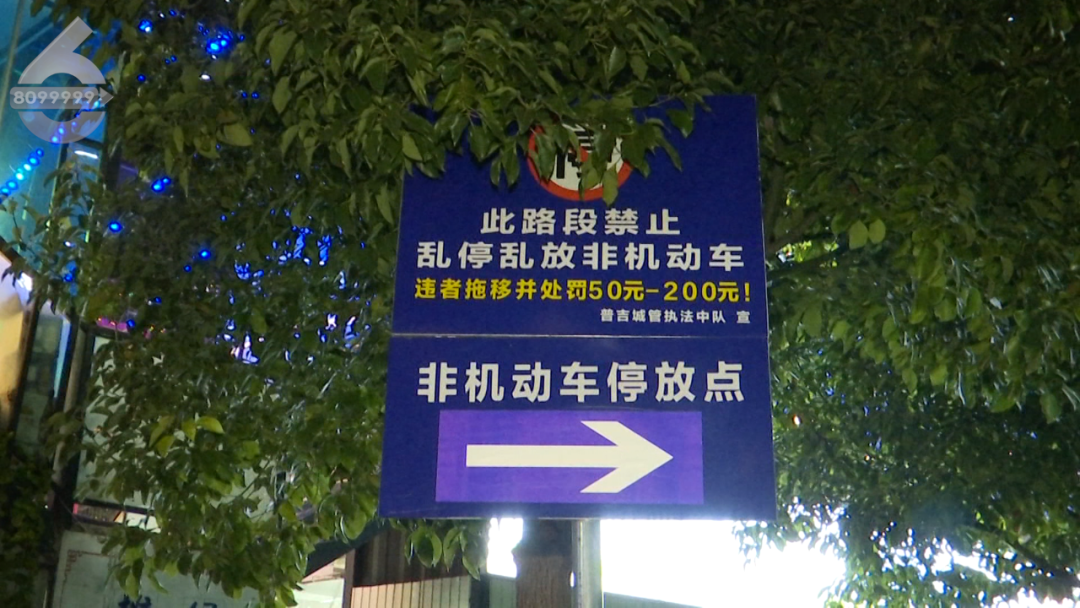 6
8099999
此路段禁止
乱停乱放非机动车
违者拖移并处罚50元-200元!
普吉城管执法中队 宣
非机动车停放点